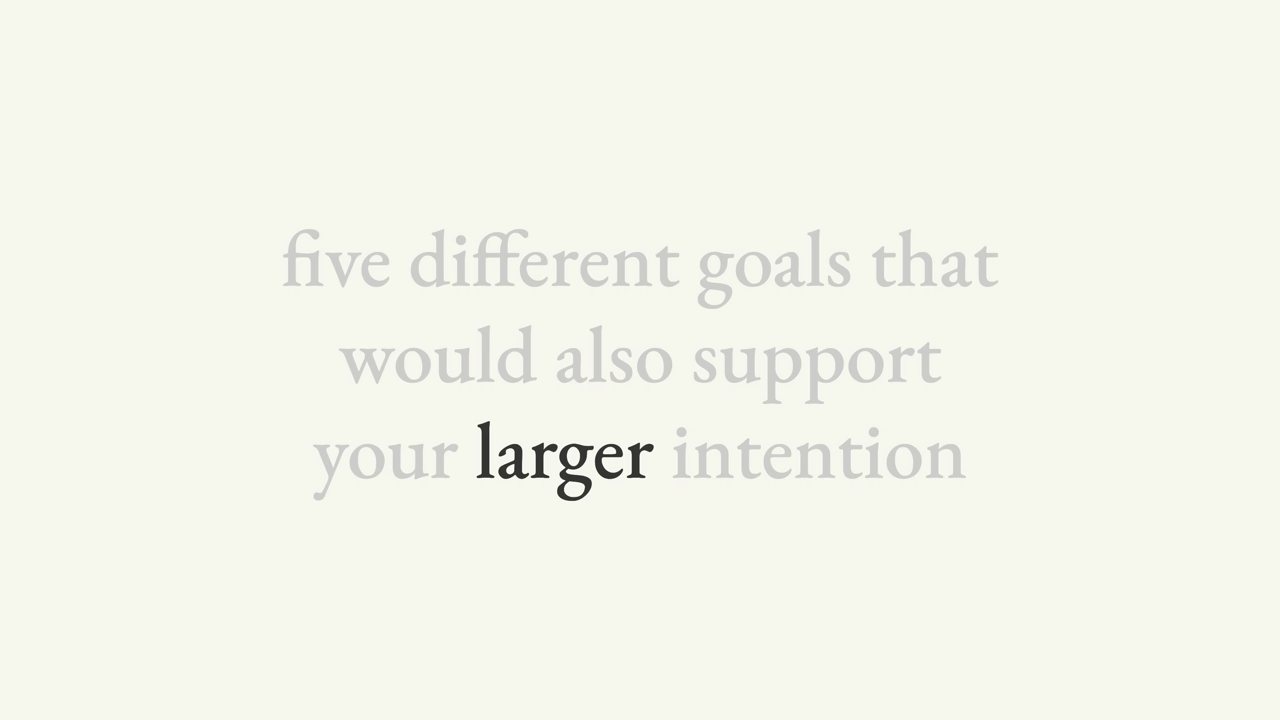 five different goals that
would also support
your larger intention